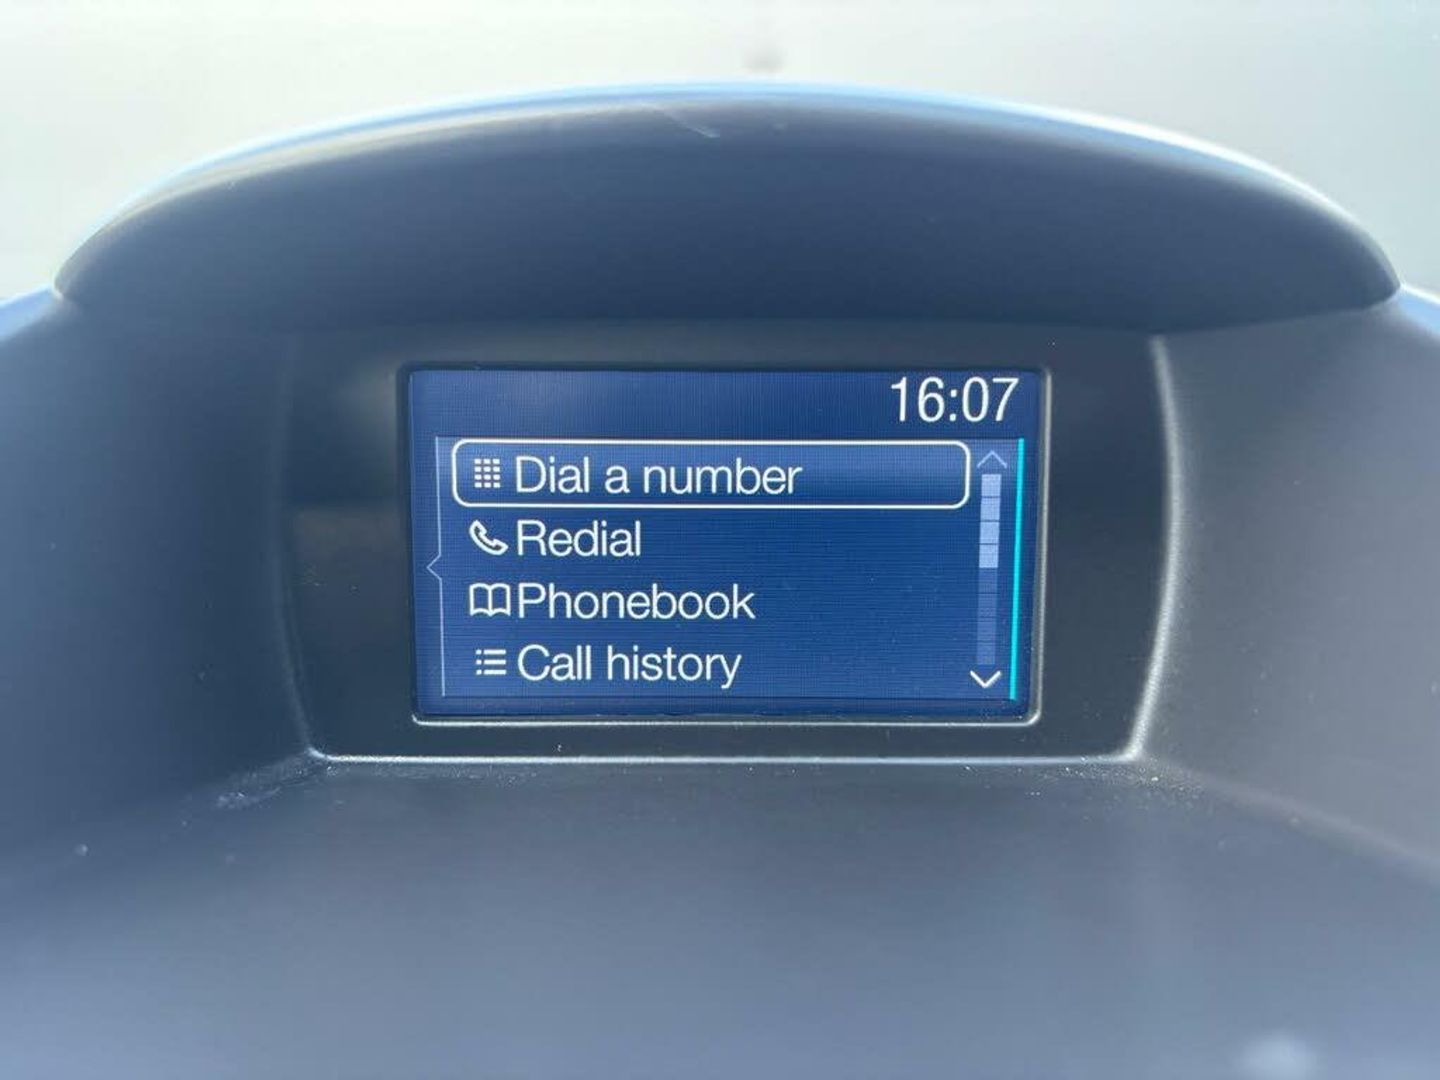 16:07
Dial a number
Redial
Phonebook
Call history